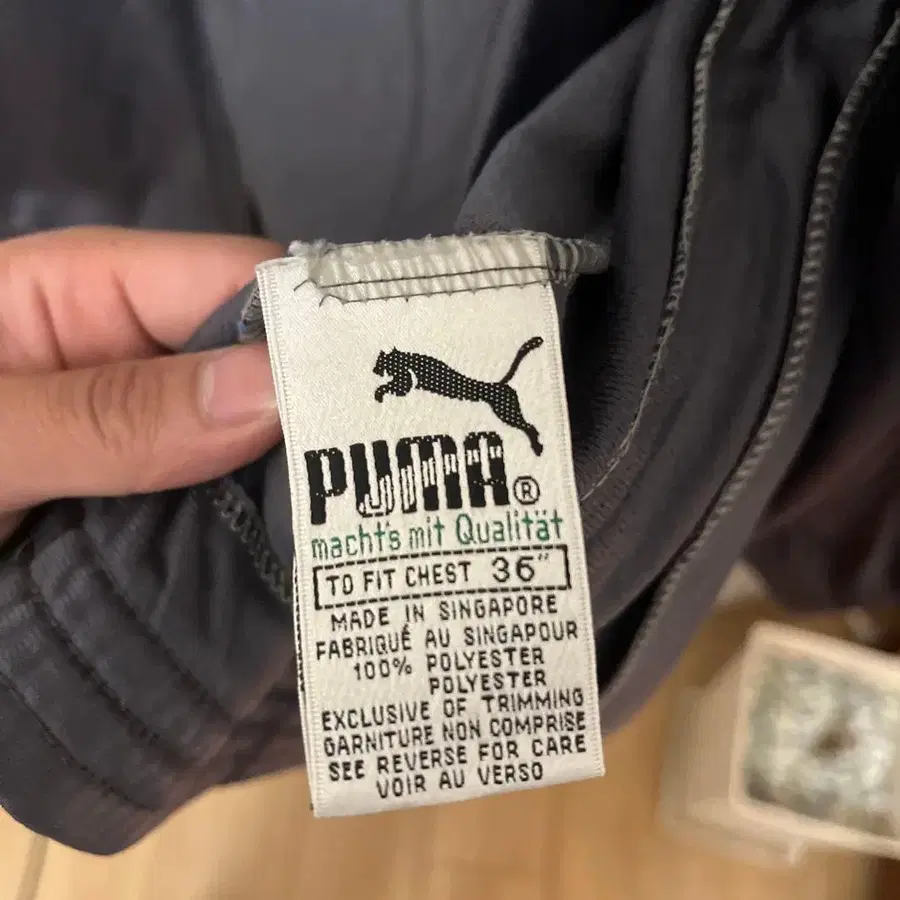 PUMA®
macht's mit Qualität
TO FIT CHEST 36"
MADE IN SINGAPORE
FABRIQUÉ AU SINGAPOUR
100% POLYESTER
POLYESTER
EXCLUSIVE OF TRIMMING
GARNITURE NON COMPRISE
SEE REVERSE FOR CARE
VOIR AU VERSO